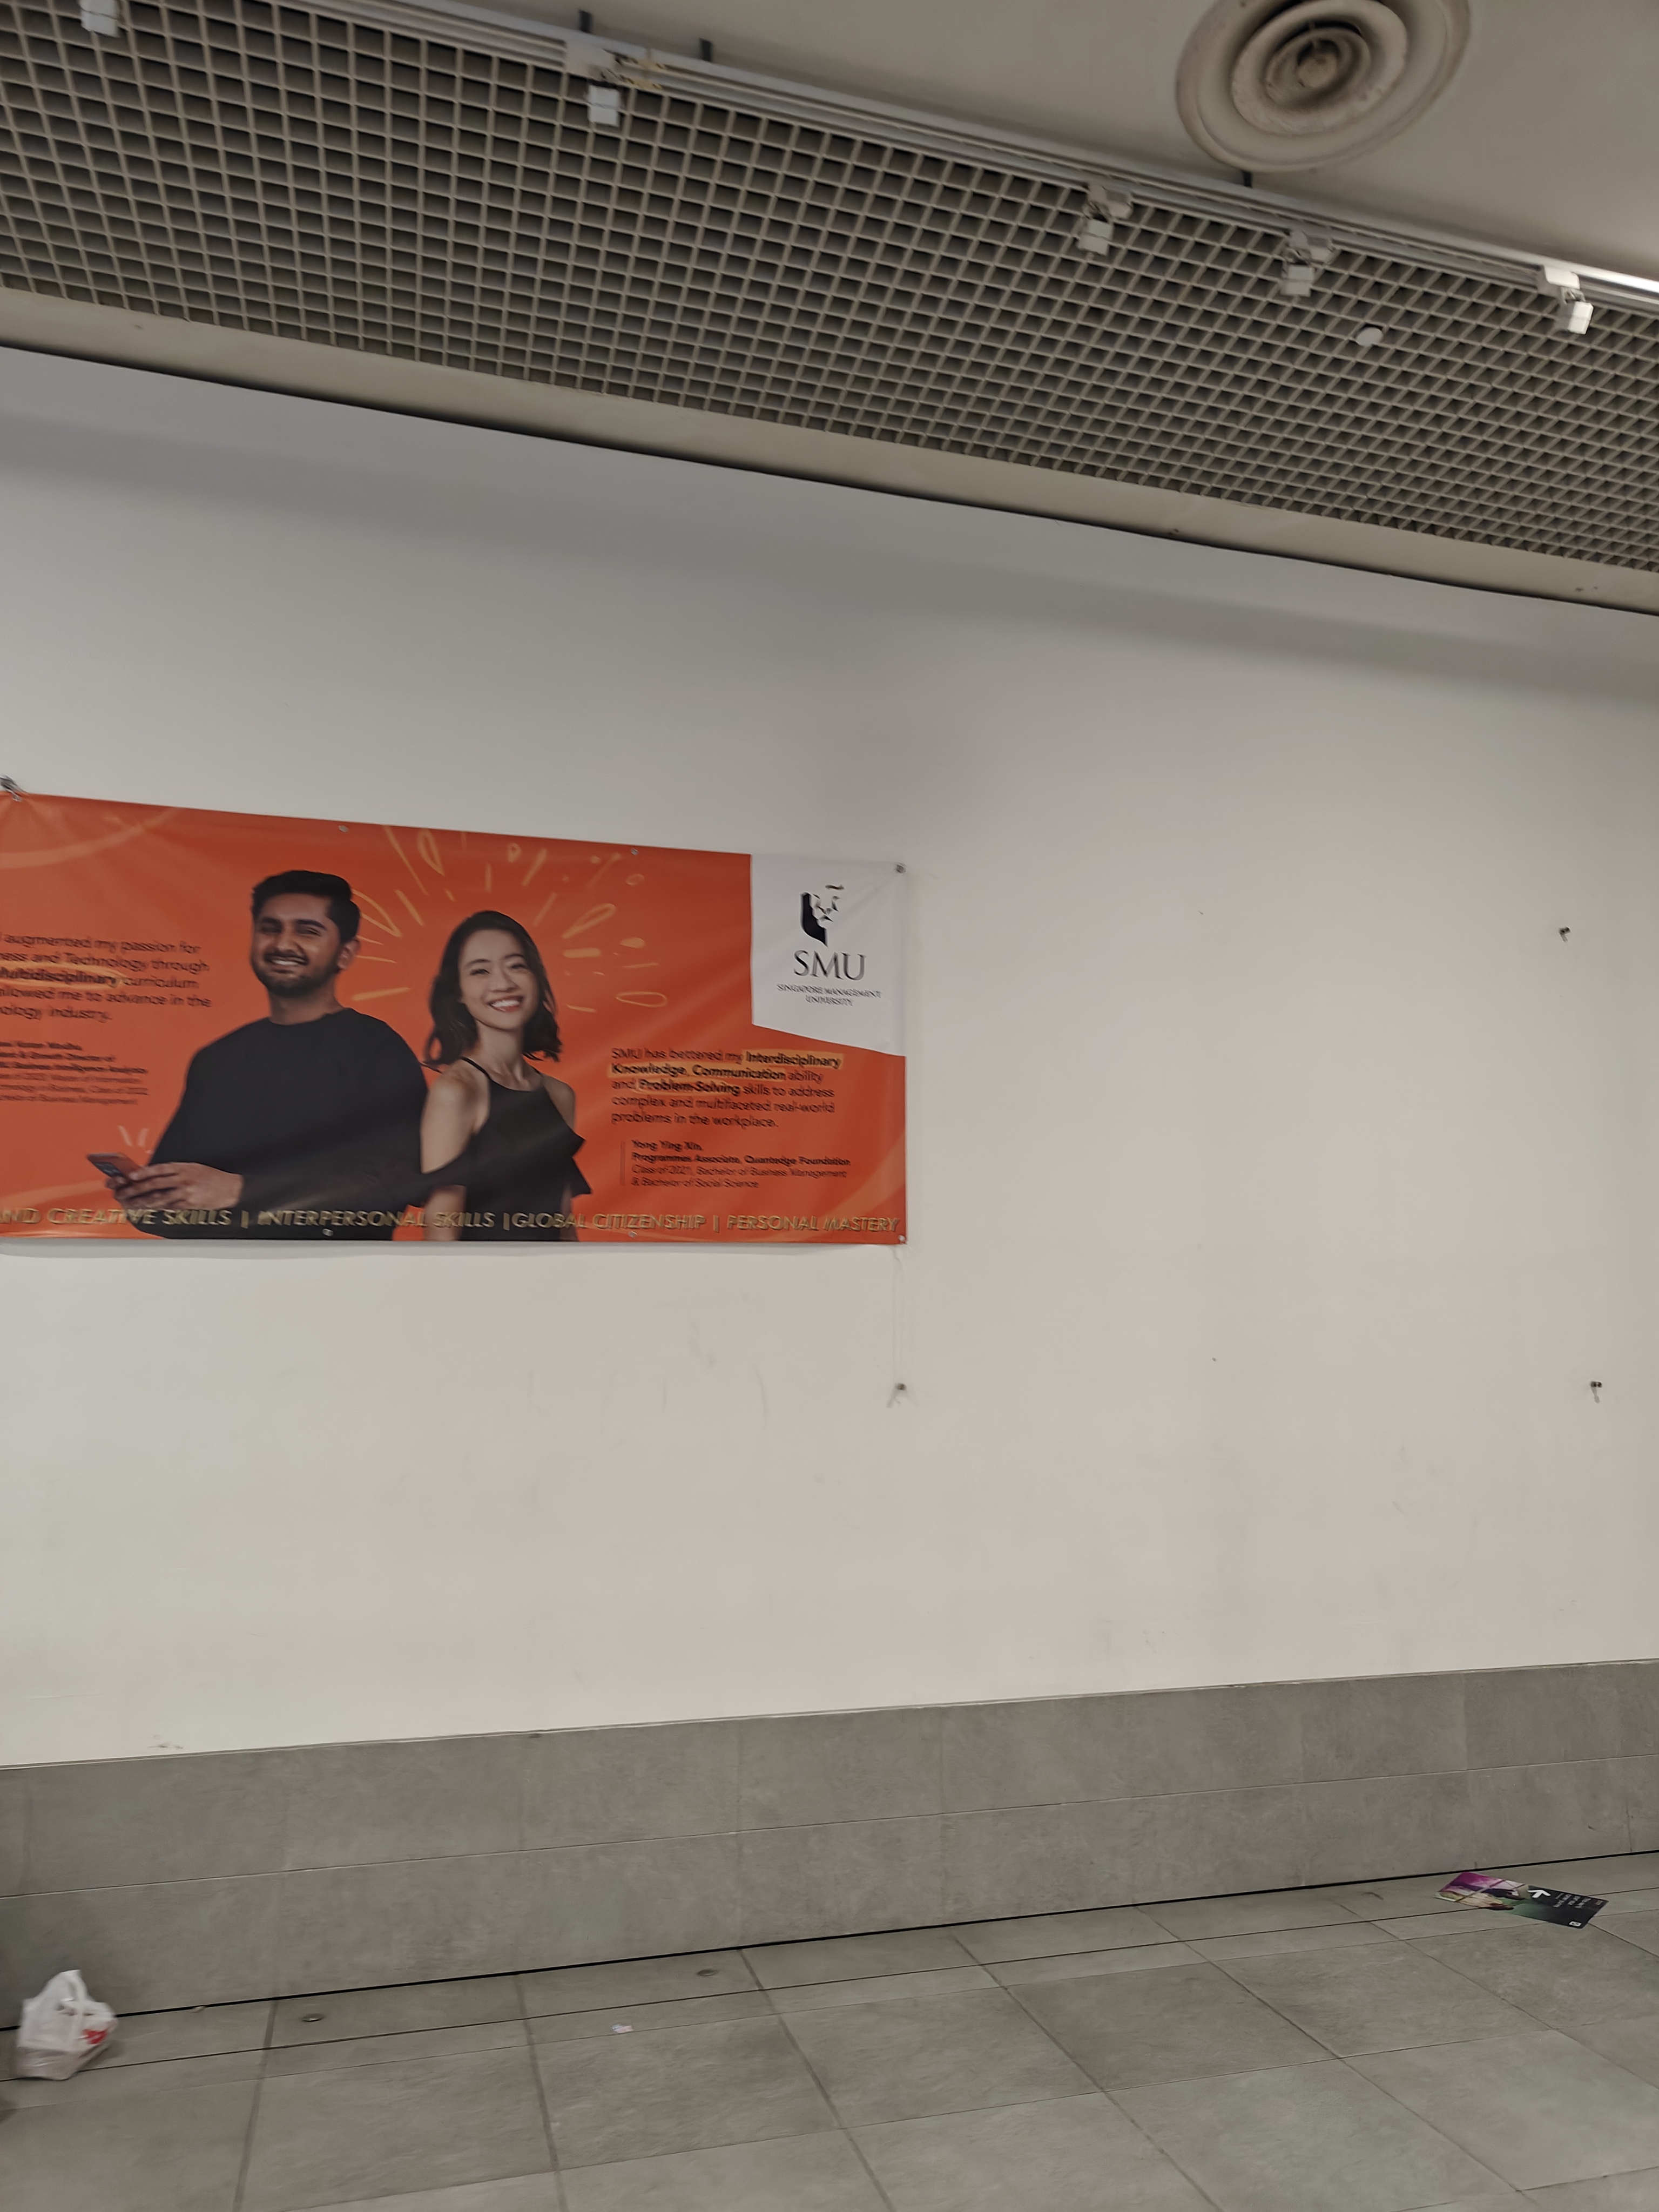 augmented my passion for
ness and Technology through
Multidisciplinary curriculum
allowed me to advance in the
nology industry.
SMU
SINGAPORE MANAGEMENT
UNIVERSITY
SMU has bettered my Interdisciplinary
Knowledge, Communication ability
and Problem-Solving skills to address
complex and multifaceted real-world
problems in the workplace.
Yong Ying Xin,
Programmes Associate, Quantedge Foundation
Class of 2021, Bachelor of Business Management
& Bachelor of Social Science
AND CREATIVE SKILLS | INTERPERSONAL SKILLS | GLOBAL CITIZENSHIP | PERSONAL MASTERY